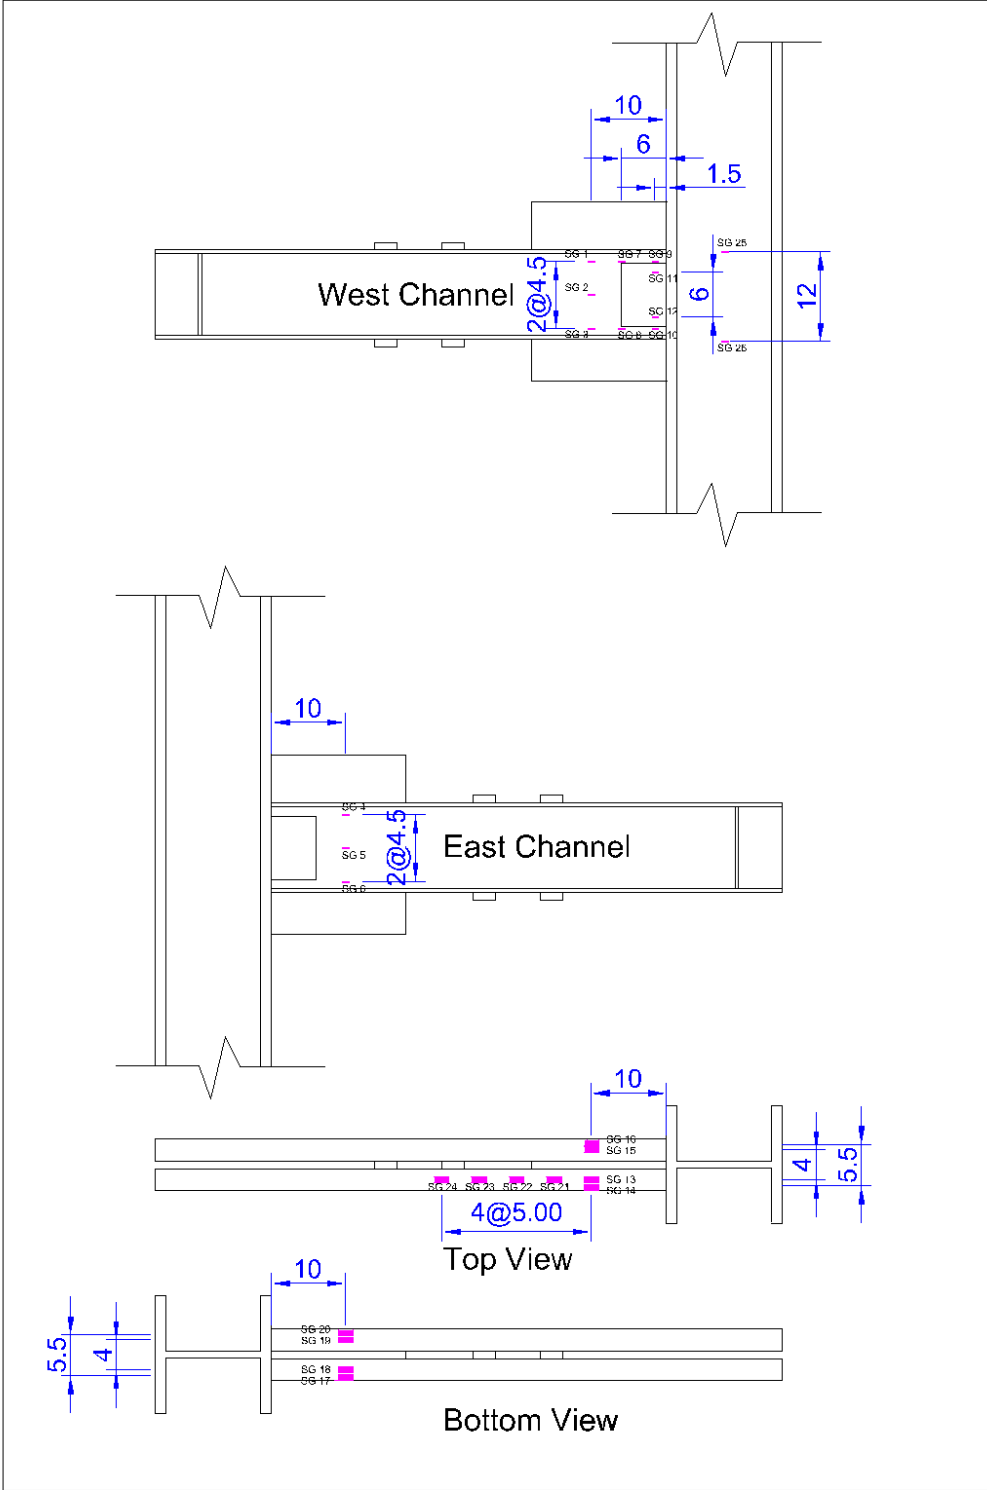 10
6
1.5
SG 25
SG 1
SG 7
SG 9
SG 11
SG 2
West Channel
2@4.5
6
12
SG 12
SG 3
SG 8
SG 10
SG 25
10
SG 4
2@4.5
East Channel
SG 5
SG 6
10
SG 16
SG 15
4
5.5
SG 24
SG 23
SG 22
SG 21
SG 13
SG 14
4@5.00
Top View
10
SG 20
SG 19
5.5
4
SG 18
SG 17
Bottom View